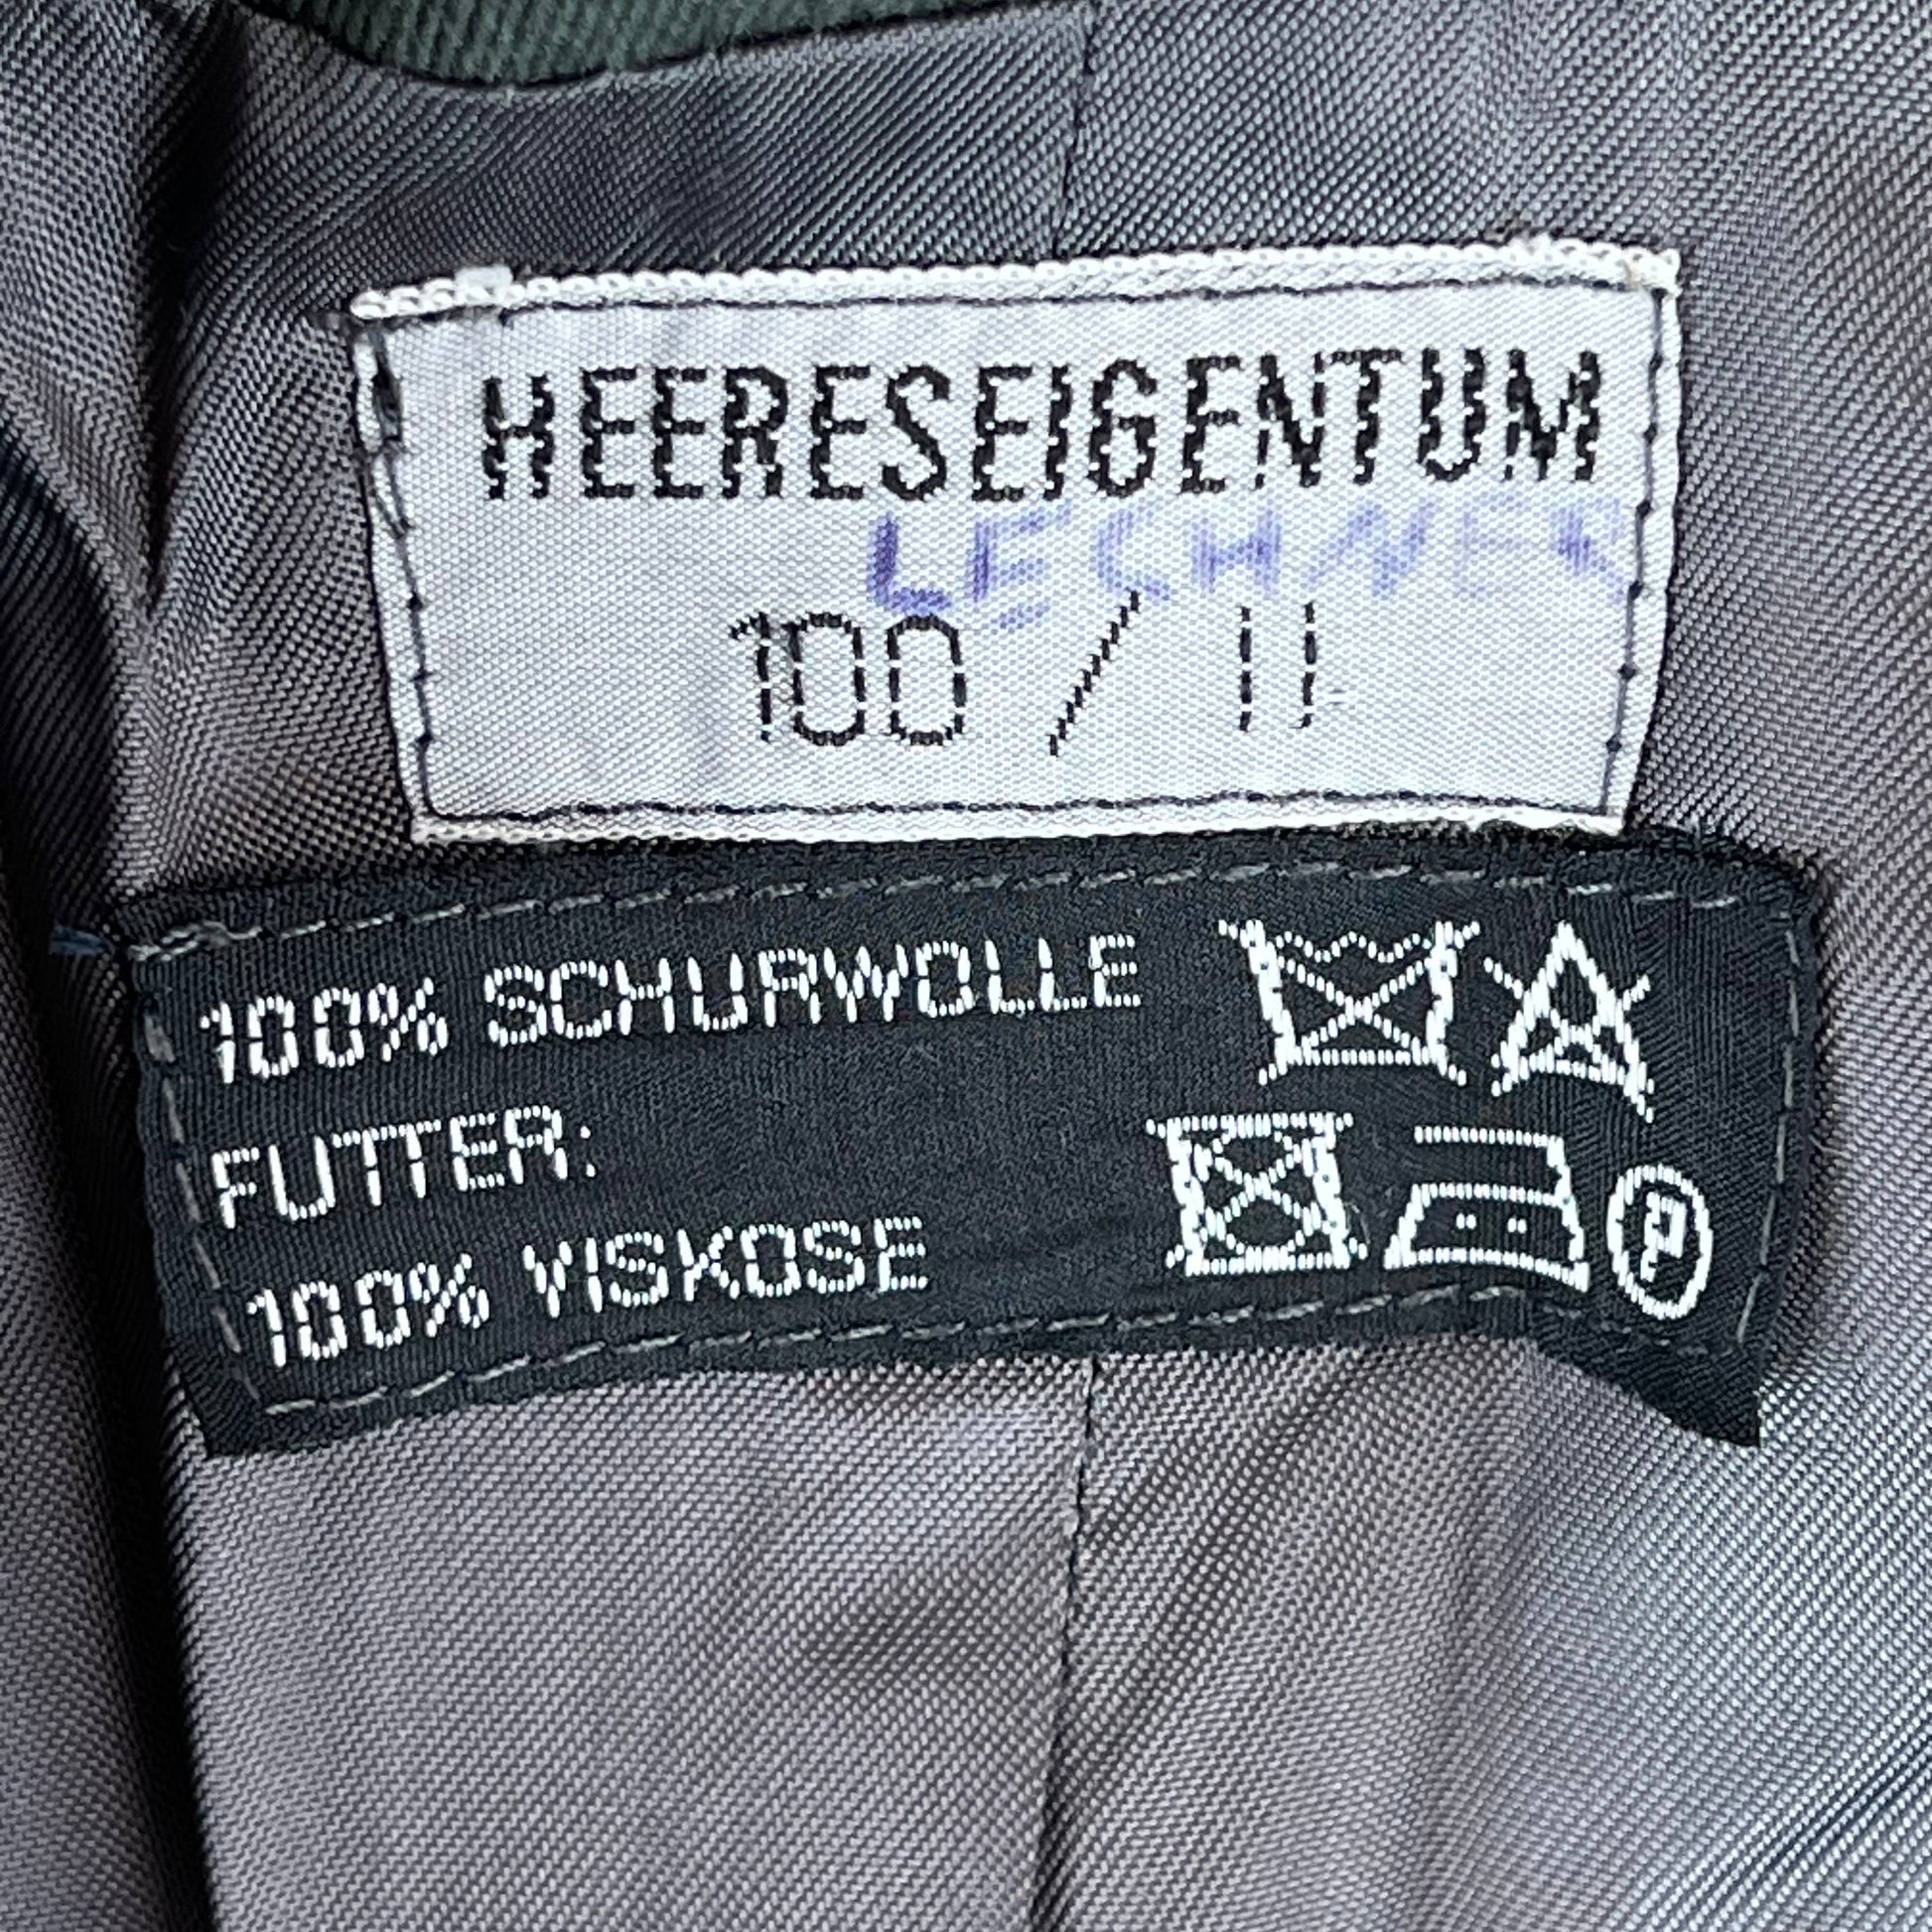 HEERESEIGENTUM
LECHNER
100 / II
100% SCHURWOLLE
FUTTER:
100% VISKOSE
P